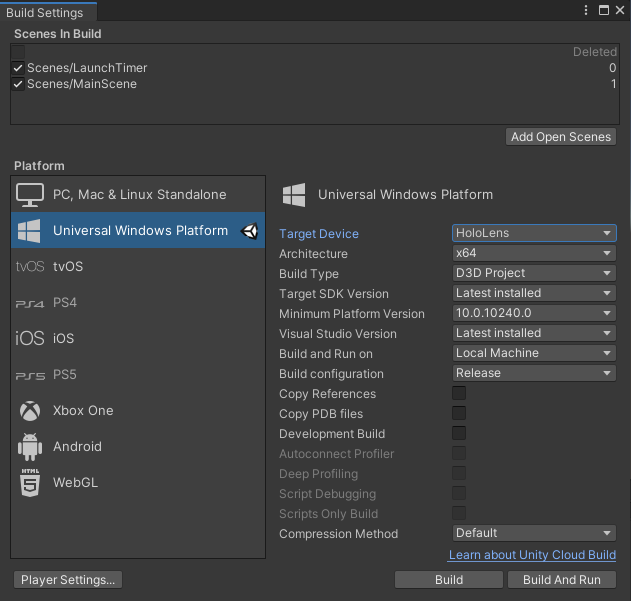 Build Settings
Scenes In Build
Deleted
Scenes/LaunchTimer 0
Scenes/MainScene 1
Add Open Scenes
Platform
PC, Mac & Linux Standalone
Universal Windows Platform
tvOS tvOS
PS4 PS4
iOS iOS
PS5 PS5
Xbox One
Android
HTML 5 WebGL
Universal Windows Platform
Target Device HoloLens
Architecture x64
Build Type D3D Project
Target SDK Version Latest installed
Minimum Platform Version 10.0.10240.0
Visual Studio Version Latest installed
Build and Run on Local Machine
Build configuration Release
Copy References
Copy PDB files
Development Build
Autoconnect Profiler
Deep Profiling
Script Debugging
Scripts Only Build
Compression Method Default
Learn about Unity Cloud Build
Player Settings... Build Build And Run